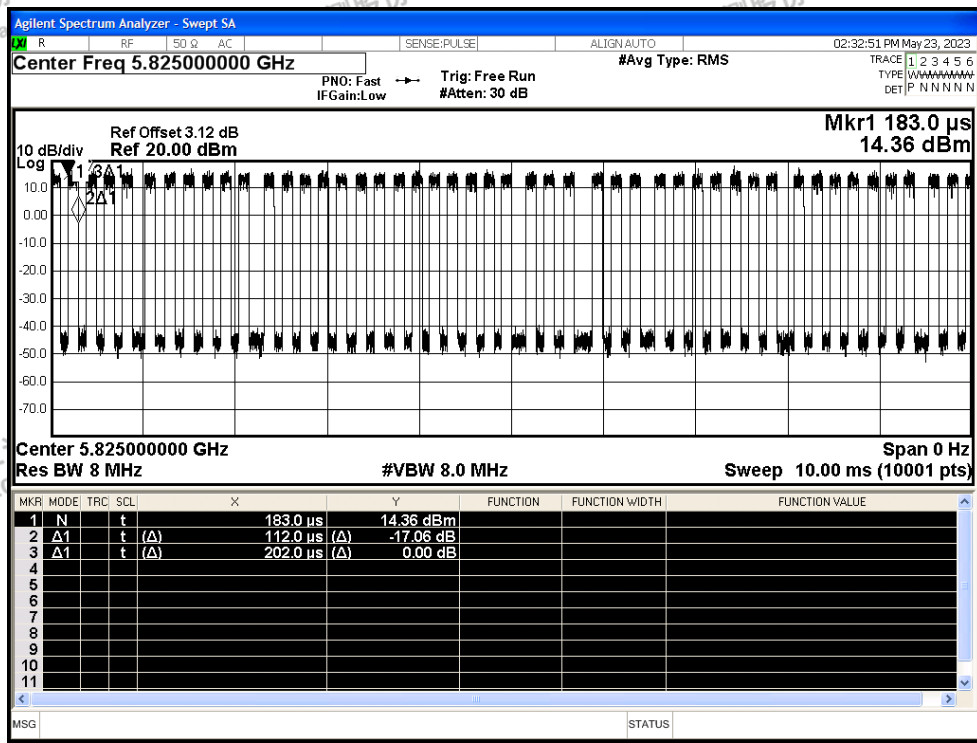 Agilent Spectrum Analyzer - Swept SA
LXI R RF 50 Ω AC SENSE:PULSE ALIGN AUTO 02:32:51 PM May 23, 2023
Center Freq 5.825000000 GHz #Avg Type: RMS TRACE 1 2 3 4 5 6
PNO: Fast Trig: Free Run TYPE WWWWWW
IFGain:Low #Atten: 30 dB DET P N N N N N
Mkr1 183.0 µs
Ref Offset 3.12 dB
10 dB/div Ref 20.00 dBm 14.36 dBm
Log
1 3Δ1
10.0
2Δ1
0.00
-10.0
-20.0
-30.0
-40.0
-50.0
-60.0
-70.0
Center 5.825000000 GHz Span 0 Hz
Res BW 8 MHz #VBW 8.0 MHz Sweep 10.00 ms (10001 pts)
MKR MODE TRC SCL X Y FUNCTION FUNCTION WIDTH FUNCTION VALUE
1 N t 183.0 µs 14.36 dBm
2 Δ1 t (Δ) 112.0 µs (Δ) -17.06 dB
3 Δ1 t (Δ) 202.0 µs (Δ) 0.00 dB
4
5
6
7
8
9
10
11
MSG STATUS